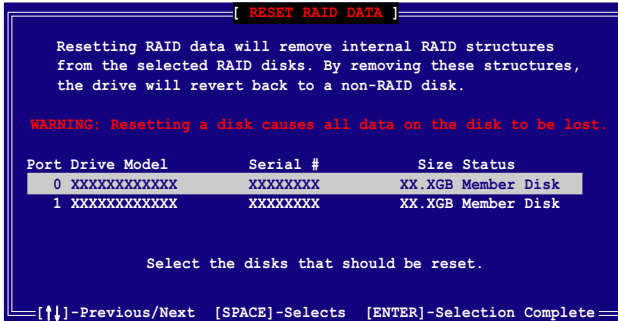 [ RESET RAID DATA ]
Resetting RAID data will remove internal RAID structures
from the selected RAID disks. By removing these structures,
the drive will revert back to a non-RAID disk.
WARNING: Resetting a disk causes all data on the disk to be lost.
Port Drive Model Serial # Size Status
0 XXXXXXXXXXXX XXXXXXXX XX.XGB Member Disk
1 XXXXXXXXXXXX XXXXXXXX XX.XGB Member Disk
Select the disks that should be reset.
[↑↓]-Previous/Next [SPACE]-Selects [ENTER]-Selection Complete